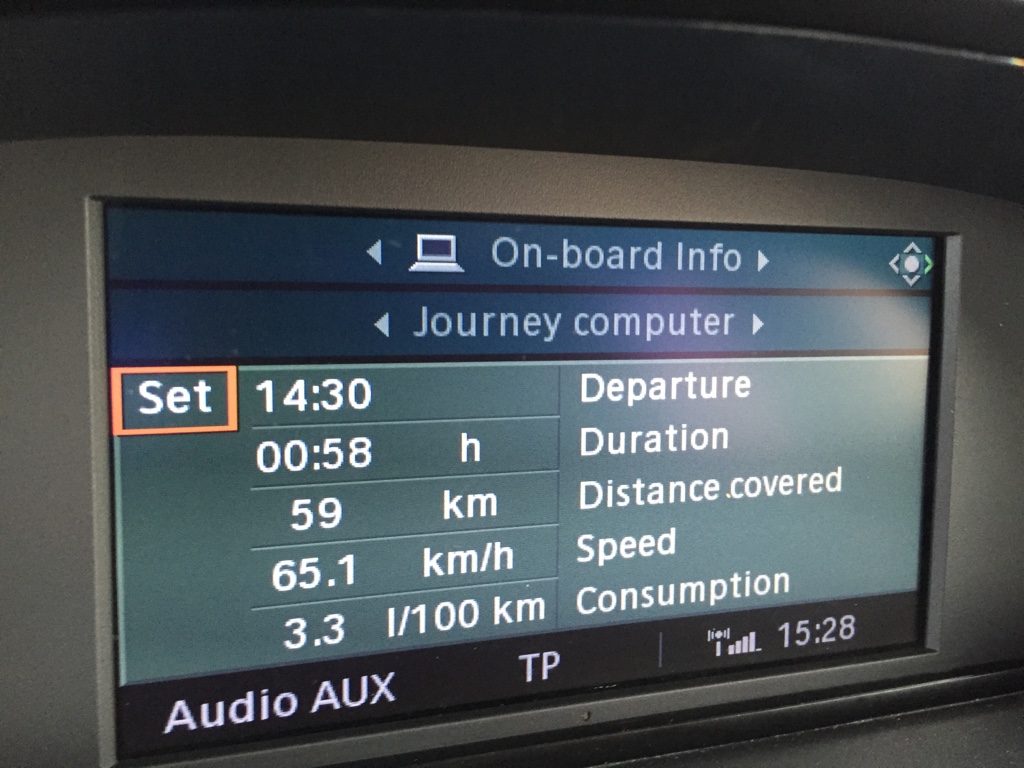 On-board Info
Journey computer
Set 14:30 Departure
00:58 h Duration
59 km Distance covered
65.1 km/h Speed
3.3 l/100 km Consumption
Audio AUX TP 15:28